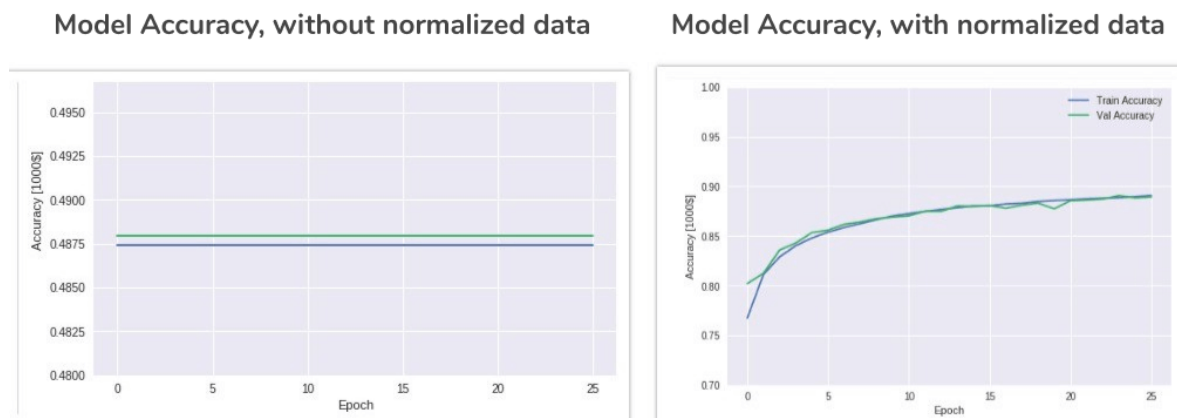 Model Accuracy, without normalized data
0.4950
0.4925
0.4900
0.4875
0.4850
0.4825
0.4800
Accuracy [1000$]
0 5 10 15 20 25
Epoch
Model Accuracy, with normalized data
1.00
0.95
0.90
0.85
0.80
0.75
0.70
Accuracy [1000$]
Train Accuracy
Val Accuracy
0 5 10 15 20 25
Epoch